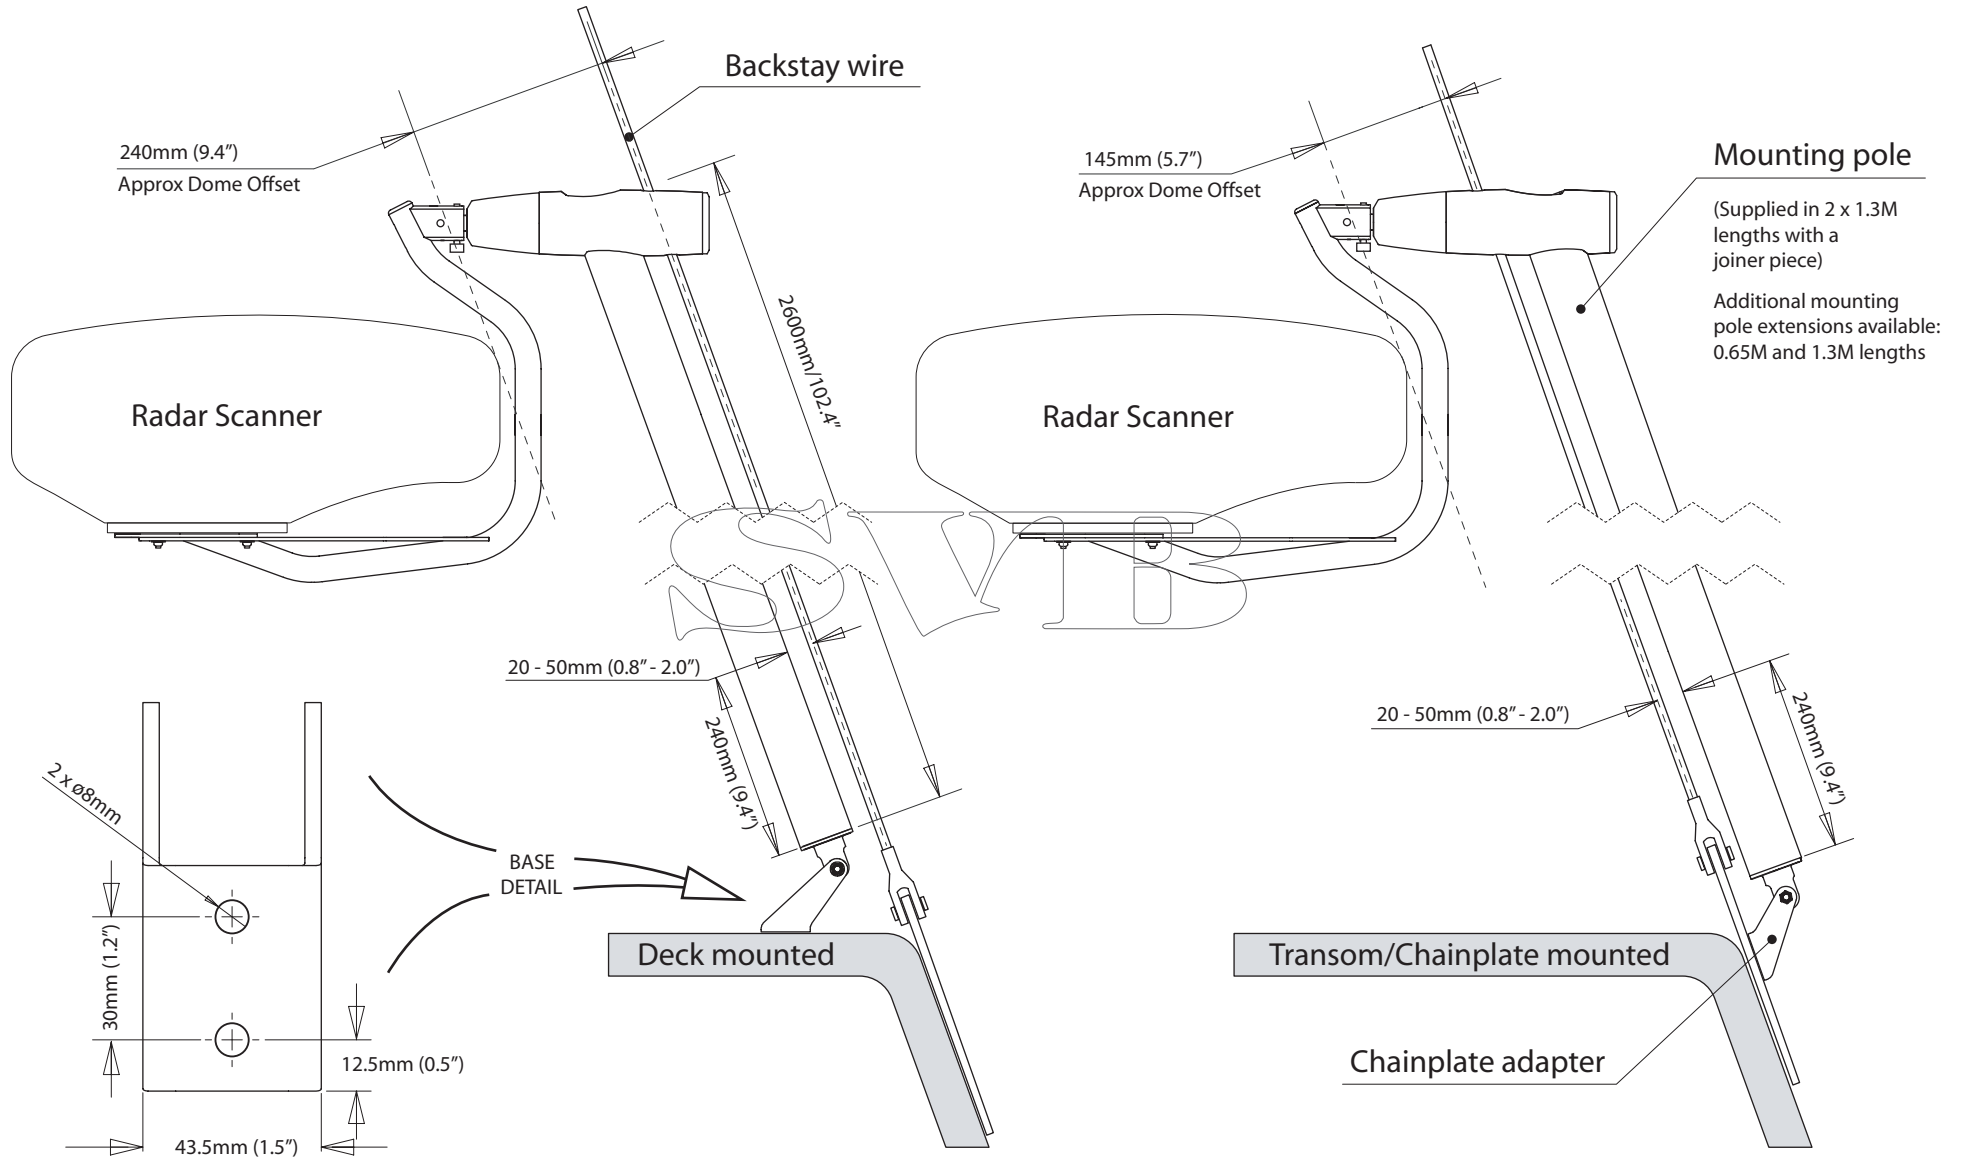 Backstay wire
240mm (9.4")
Approx Dome Offset
2600mm/102.4"
Radar Scanner
145mm (5.7")
Approx Dome Offset
Mounting pole
(Supplied in 2 x 1.3M
lengths with a
joiner piece)
Additional mounting
pole extensions available:
0.65M and 1.3M lengths
Radar Scanner
SVB
20 - 50mm (0.8" - 2.0")
240mm (9.4")
20 - 50mm (0.8" - 2.0")
240mm (9.4")
2 x ø8mm
BASE
DETAIL
30mm (1.2")
12.5mm (0.5")
43.5mm (1.5")
Deck mounted
Transom/Chainplate mounted
Chainplate adapter